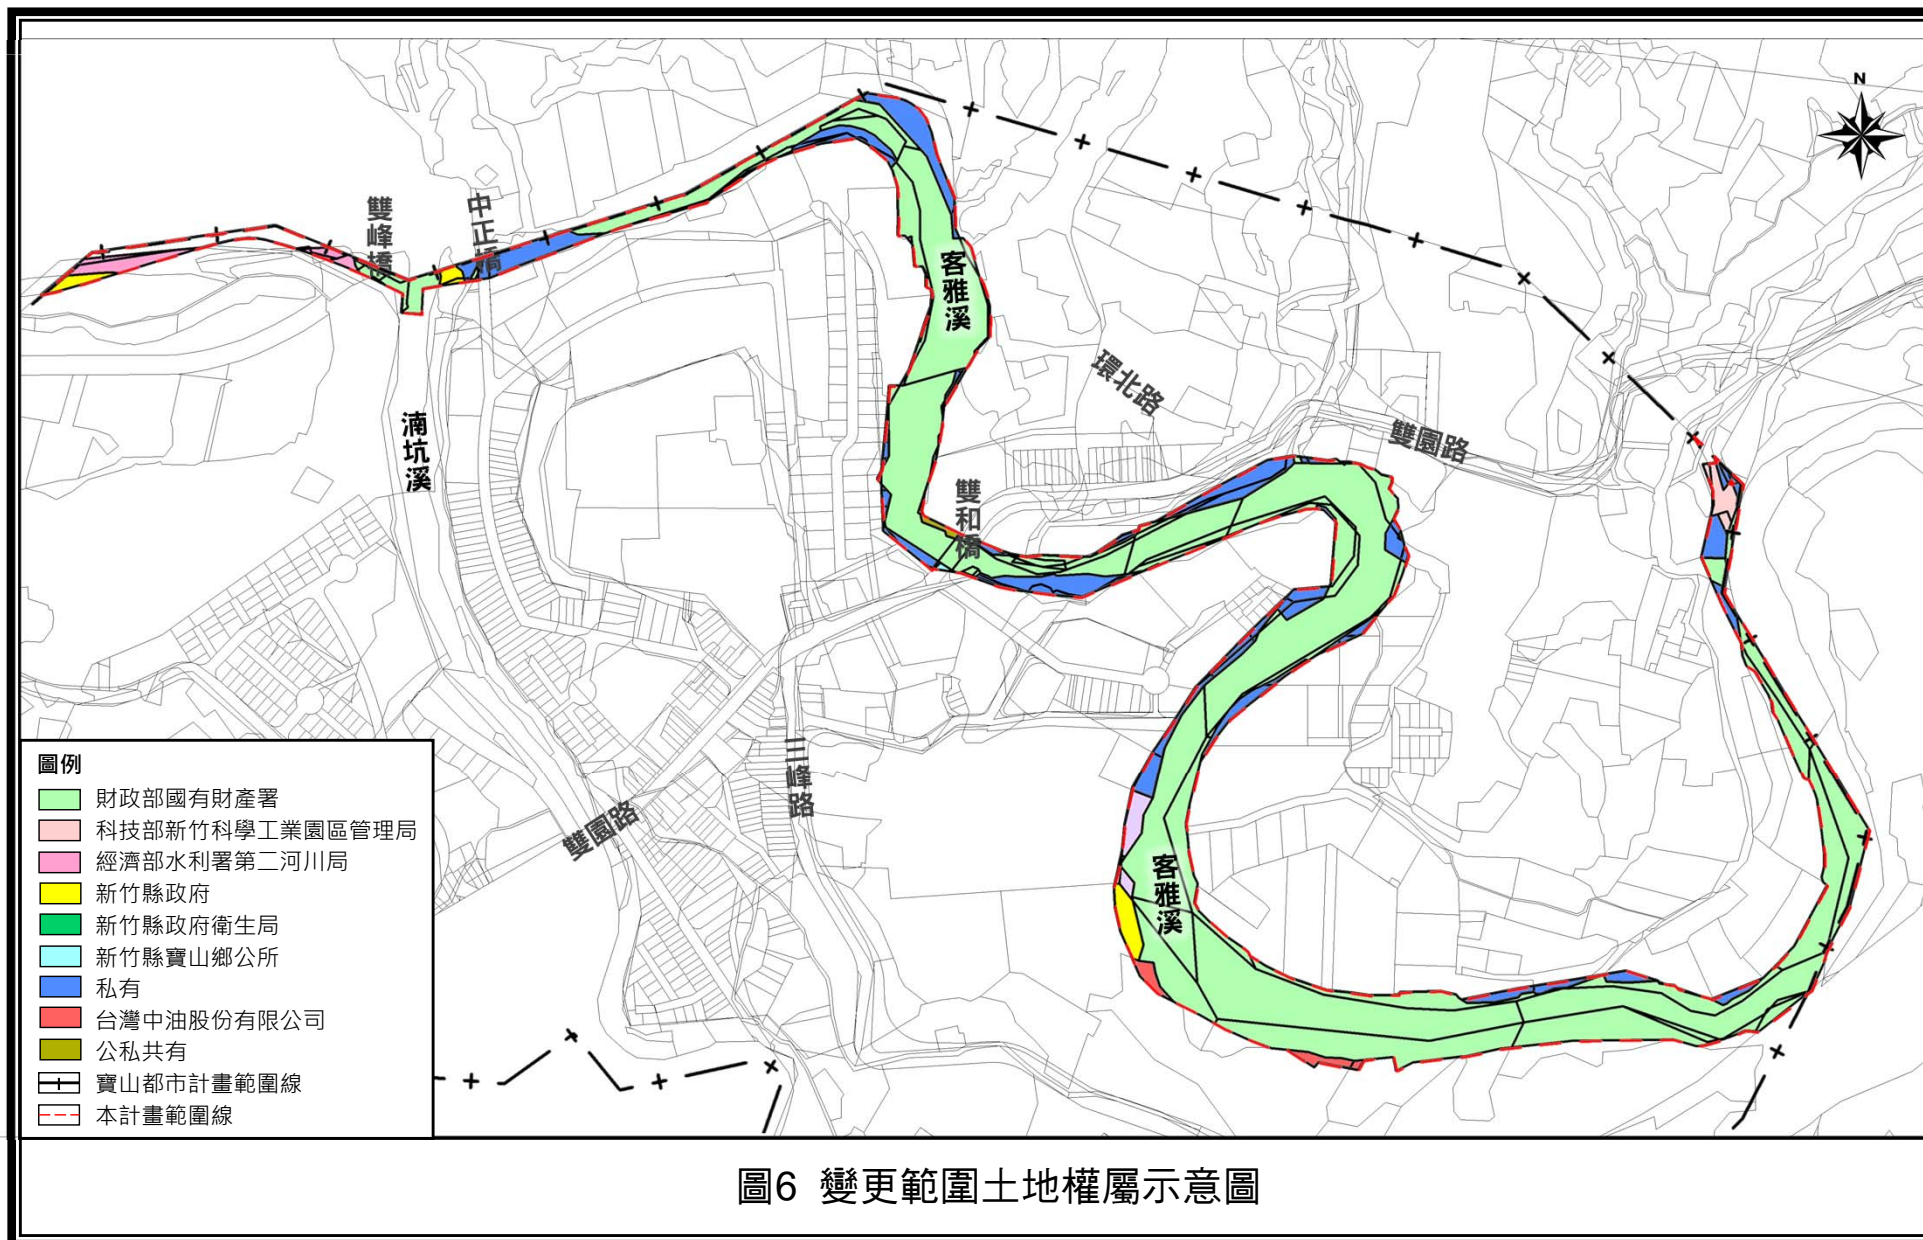 N
雙峰橋
中正橋
客雅溪
環北路
雙園路
湳坑溪
雙和橋
三峰路
雙園路
客雅溪
圖例
財政部國有財產署
科技部新竹科學工業園區管理局
經濟部水利署第二河川局
新竹縣政府
新竹縣政府衛生局
新竹縣寶山鄉公所
私有
台灣中油股份有限公司
公私共有
寶山都市計畫範圍線
本計畫範圍線
圖6 變更範圍土地權屬示意圖